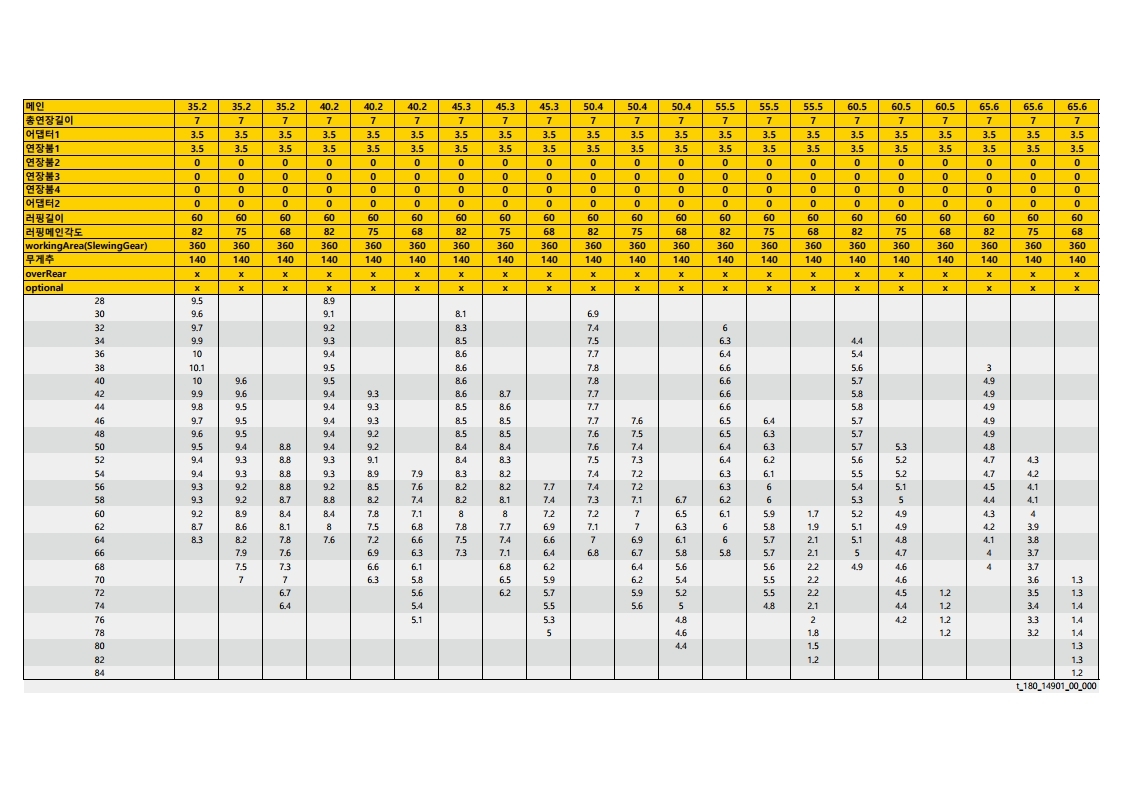 메인 35.2 35.2 35.2 40.2 40.2 40.2 45.3 45.3 45.3 50.4 50.4 50.4 55.5 55.5 55.5 60.5 60.5 60.5 65.6 65.6 65.6
총연장길이 7 7 7 7 7 7 7 7 7 7 7 7 7 7 7 7 7 7 7 7 7
어댑터1 3.5 3.5 3.5 3.5 3.5 3.5 3.5 3.5 3.5 3.5 3.5 3.5 3.5 3.5 3.5 3.5 3.5 3.5 3.5 3.5 3.5
연장붐1 3.5 3.5 3.5 3.5 3.5 3.5 3.5 3.5 3.5 3.5 3.5 3.5 3.5 3.5 3.5 3.5 3.5 3.5 3.5 3.5 3.5
연장붐2 0 0 0 0 0 0 0 0 0 0 0 0 0 0 0 0 0 0 0 0 0
연장붐3 0 0 0 0 0 0 0 0 0 0 0 0 0 0 0 0 0 0 0 0 0
연장붐4 0 0 0 0 0 0 0 0 0 0 0 0 0 0 0 0 0 0 0 0 0
어댑터2 0 0 0 0 0 0 0 0 0 0 0 0 0 0 0 0 0 0 0 0 0
러핑길이 60 60 60 60 60 60 60 60 60 60 60 60 60 60 60 60 60 60 60 60 60
러핑메인각도 82 75 68 82 75 68 82 75 68 82 75 68 82 75 68 82 75 68 82 75 68
workingArea(SlewingGear) 360 360 360 360 360 360 360 360 360 360 360 360 360 360 360 360 360 360 360 360 360
무게추 140 140 140 140 140 140 140 140 140 140 140 140 140 140 140 140 140 140 140 140 140
overRear x x x x x x x x x x x x x x x x x x x x x
optional x x x x x x x x x x x x x x x x x x x x x
28 9.5 8.9
30 9.6 9.1 8.1 6.9
32 9.7 9.2 8.3 7.4 6
34 9.9 9.3 8.5 7.5 6.3 4.4
36 10 9.4 8.6 7.7 6.4 5.4
38 10.1 9.5 8.6 7.8 6.6 5.6 3
40 10 9.6 9.5 8.6 7.8 6.6 5.7 4.9
42 9.9 9.6 9.4 9.3 8.6 8.7 7.7 6.6 5.8 4.9
44 9.8 9.5 9.4 9.3 8.5 8.6 7.7 6.6 5.8 4.9
46 9.7 9.5 9.4 9.3 8.5 8.5 7.7 7.6 6.5 6.4 5.7 4.9
48 9.6 9.5 9.4 9.2 8.5 8.5 7.6 7.5 6.5 6.3 5.7 4.9
50 9.5 9.4 8.8 9.4 9.2 8.4 8.4 7.6 7.4 6.4 6.3 5.7 5.3 4.8
52 9.4 9.3 8.8 9.3 9.1 8.4 8.3 7.5 7.3 6.4 6.2 5.6 5.2 4.7 4.3
54 9.4 9.3 8.8 9.3 8.9 7.9 8.3 8.2 7.4 7.2 6.3 6.1 5.5 5.2 4.7 4.2
56 9.3 9.2 8.8 9.2 8.5 7.6 8.2 8.2 7.7 7.4 7.2 6.3 6 5.4 5.1 4.5 4.1
58 9.3 9.2 8.7 8.8 8.2 7.4 8.2 8.1 7.4 7.3 7.1 6.7 6.2 6 5.3 5 4.4 4.1
60 9.2 8.9 8.4 8.4 7.8 7.1 8 8 7.2 7.2 7 6.5 6.1 5.9 1.7 5.2 4.9 4.3 4
62 8.7 8.6 8.1 8 7.5 6.8 7.8 7.7 6.9 7.1 7 6.3 6 5.8 1.9 5.1 4.9 4.2 3.9
64 8.3 8.2 7.8 7.6 7.2 6.6 7.5 7.4 6.6 7 6.9 6.1 6 5.7 2.1 5.1 4.8 4.1 3.8
66 7.9 7.6 6.9 6.3 7.3 7.1 6.4 6.8 6.7 5.8 5.8 5.7 2.1 5 4.7 4 3.7
68 7.5 7.3 6.6 6.1 6.8 6.2 6.4 5.6 5.6 2.2 4.9 4.6 4 3.7
70 7 7 6.3 5.8 6.5 5.9 6.2 5.4 5.5 2.2 4.6 3.6 1.3
72 6.7 5.6 6.2 5.7 5.9 5.2 5.5 2.2 4.5 1.2 3.5 1.3
74 6.4 5.4 5.5 5.6 5 4.8 2.1 4.4 1.2 3.4 1.4
76 5.1 5.3 4.8 2 4.2 1.2 3.3 1.4
78 5 4.6 1.8 1.2 3.2 1.4
80 4.4 1.5 1.3
82 1.2 1.3
84 1.2
t_180_14901_00_000